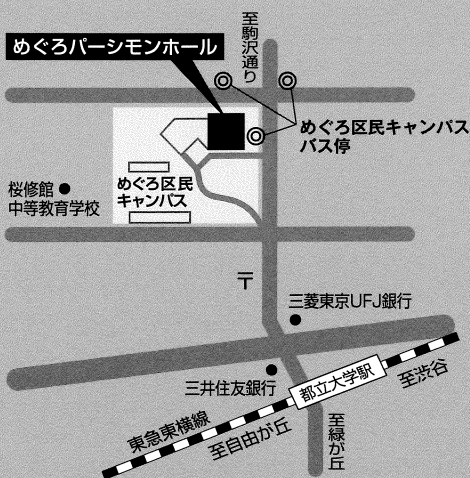 至駒沢通り
めぐろパーシモンホール
めぐろ区民キャンパス
バス停
桜修館
中等教育学校
めぐろ区民
キャンパス
〒
三菱東京UFJ銀行
三井住友銀行
都立大学駅
至渋谷
東急東横線
至自由が丘
至緑が丘